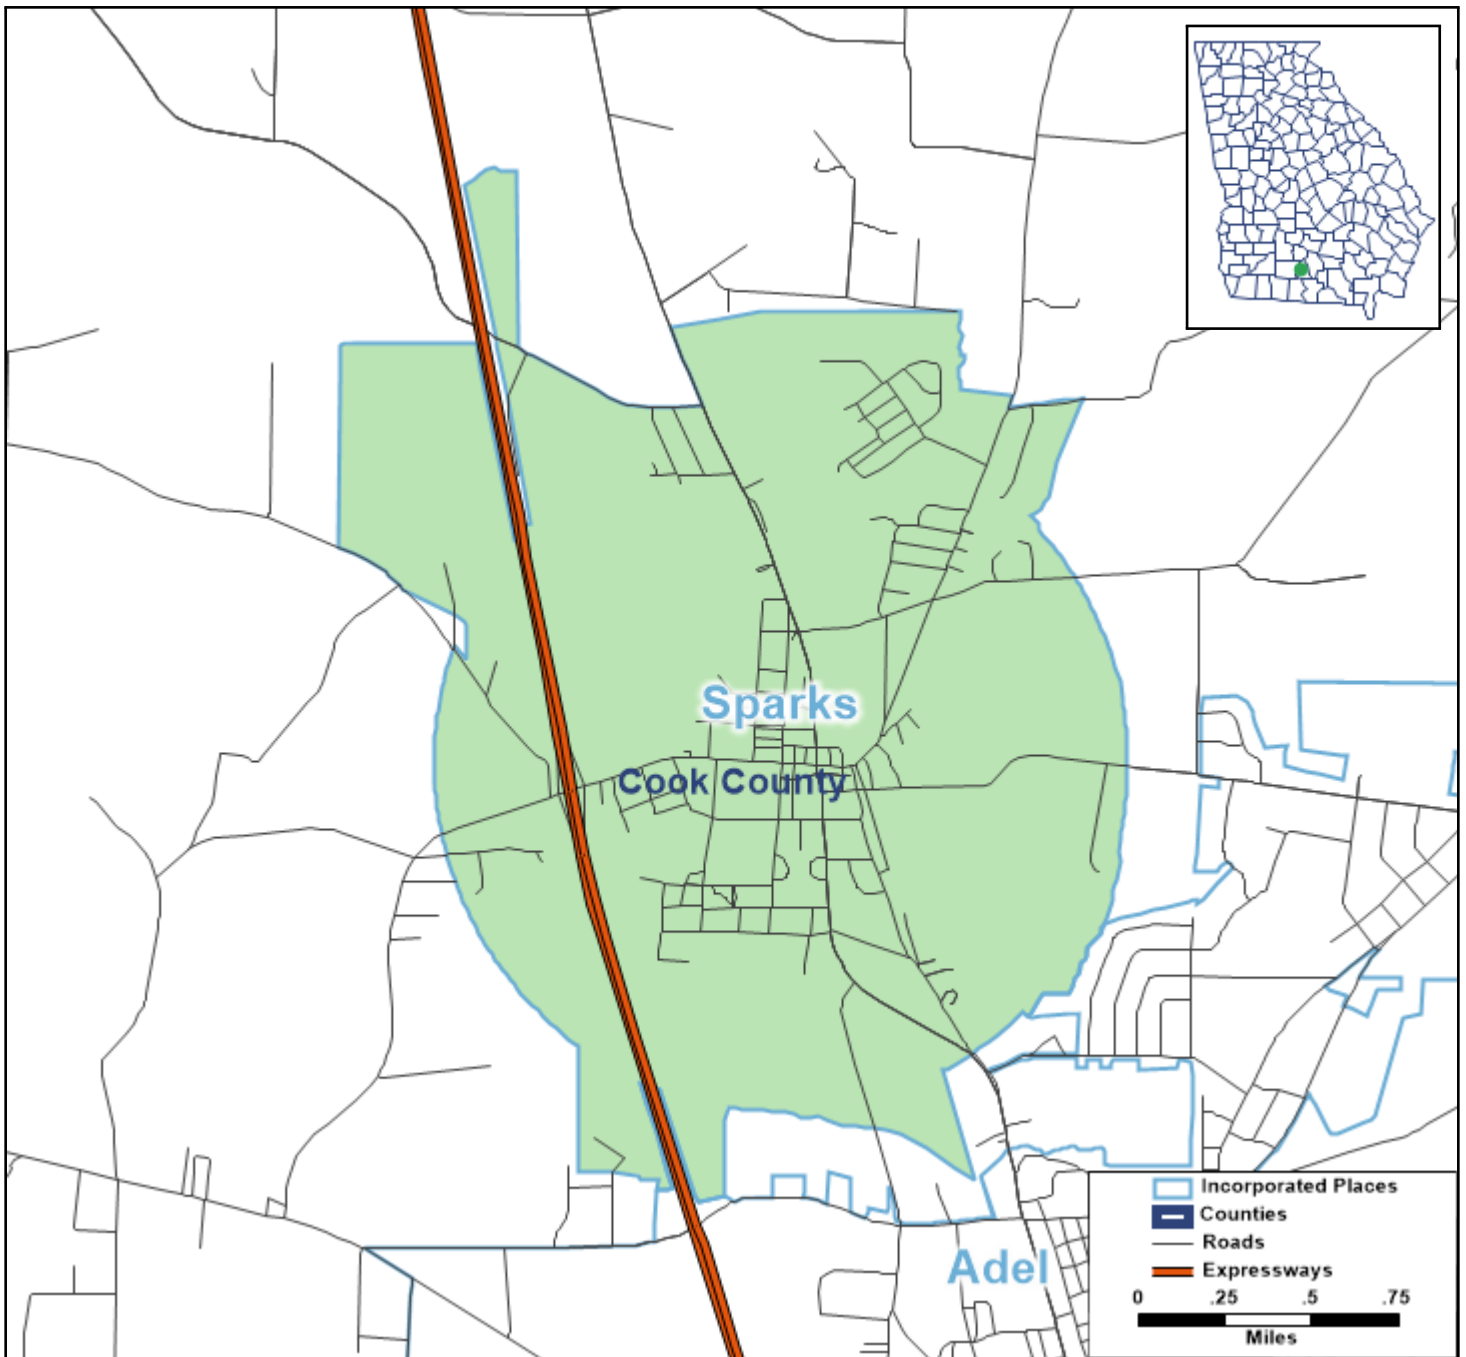 Sparks
Cook County
Adel
Incorporated Places
Counties
Roads
Expressways
0 .25 .5 .75
Miles